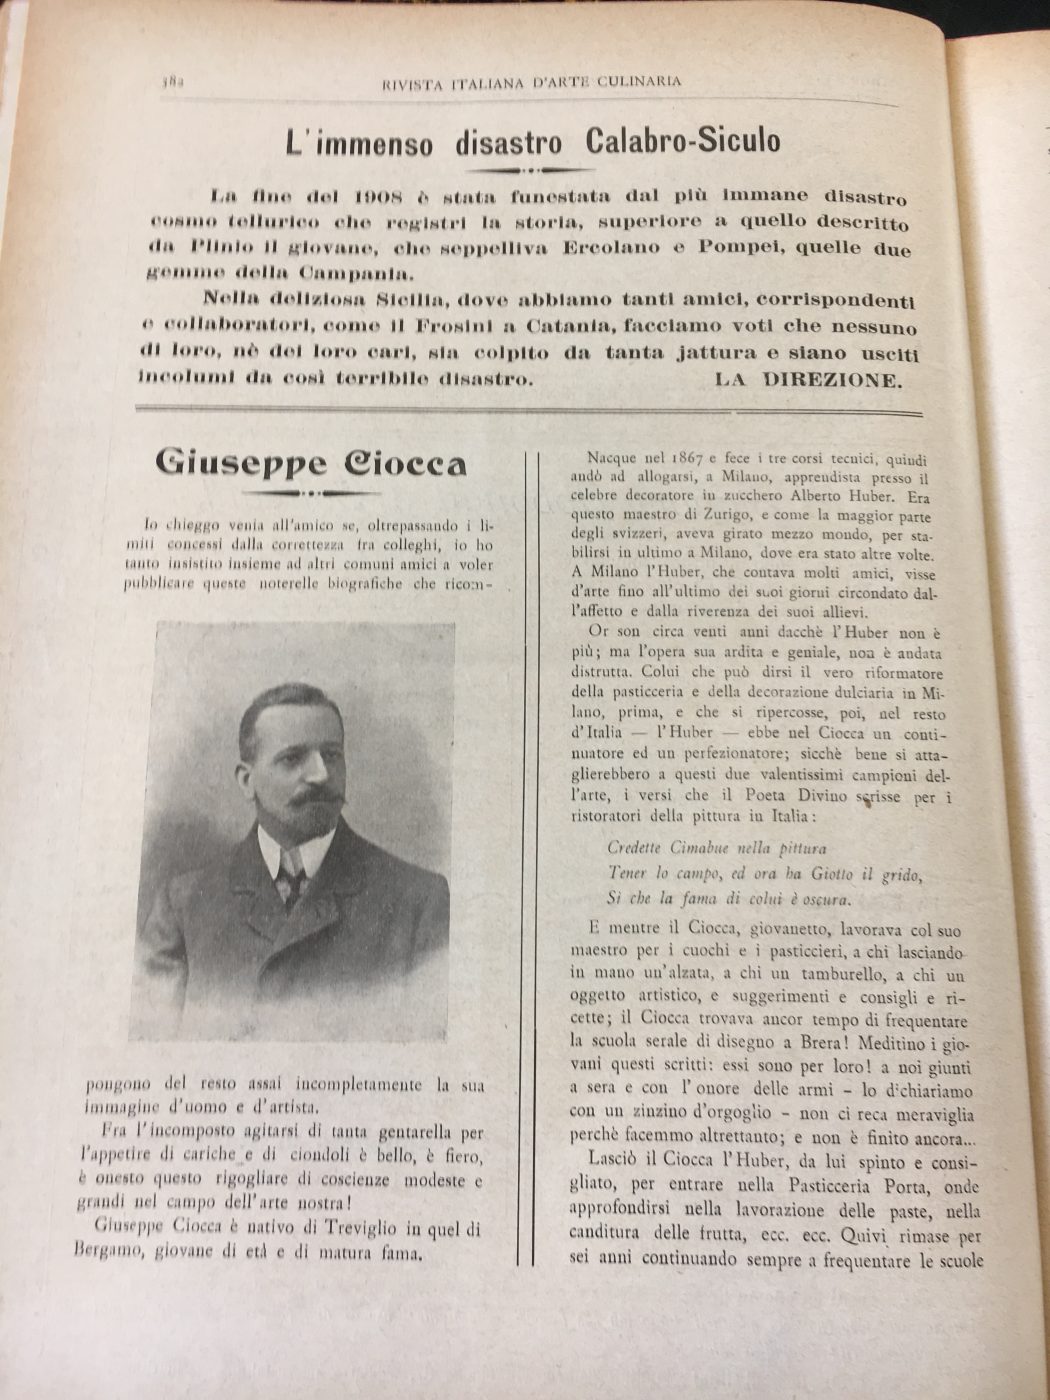 382
RIVISTA ITALIANA D'ARTE CULINARIA
L'immenso disastro Calabro-Siculo
La fine del 1908 è stata funestata dal più immane disastro
cosmo tellurico che registri la storia, superiore a quello descritto
da Plinio il giovane, che seppelliva Ercolano e Pompei, quelle due
gemme della Campania.
Nella deliziosa Sicilia, dove abbiamo tanti amici, corrispondenti
e collaboratori, come il Frosini a Catania, facciamo voti che nessuno
di loro, nè dei loro cari, sia colpito da tanta jattura e siano usciti
incolumi da così terribile disastro. LA DIREZIONE.
Giuseppe Ciocca
Io chieggo venia all'amico se, oltrepassando i li-
miti concessi dalla correttezza fra colleghi, io ho
tanto insistito insieme ad altri comuni amici a voler
pubblicare queste noterelle biografiche che ricom-
pongono del resto assai incompletamente la sua
immagine d'uomo e d'artista.
Fra l'incomposto agitarsi di tanta gentarella per
l'appetire di cariche e di ciondoli è bello, è fiero,
è onesto questo rigogliare di coscienze modeste e
grandi nel campo dell'arte nostra!
Giuseppe Ciocca è nativo di Treviglio in quel di
Bergamo, giovane di età e di matura fama.
Nacque nel 1867 e fece i tre corsi tecnici, quindi
andò ad allogarsi, a Milano, apprendista presso il
celebre decoratore in zucchero Alberto Huber. Era
questo maestro di Zurigo, e come la maggior parte
degli svizzeri, aveva girato mezzo mondo, per sta-
bilirsi in ultimo a Milano, dove era stato altre volte.
A Milano l'Huber, che contava molti amici, visse
d'arte fino all'ultimo dei suoi giorni circondato dal-
l'affetto e dalla riverenza dei suoi allievi.
Or son circa venti anni dacchè l'Huber non è
più; ma l'opera sua ardita e geniale, non è andata
distrutta. Colui che può dirsi il vero riformatore
della pasticceria e della decorazione dulciaria in Mi-
lano, prima, e che si ripercosse, poi, nel resto
d'Italia — l'Huber — ebbe nel Ciocca un conti-
nuatore ed un perfezionatore; sicchè bene si atta-
glierebbero a questi due valentissimi campioni del-
l'arte, i versi che il Poeta Divino scrisse per i
ristoratori della pittura in Italia:
Credette Cimabue nella pittura
Tener lo campo, ed ora ha Giotto il grido,
Sì che la fama di colui è oscura.
E mentre il Ciocca, giovanetto, lavorava col suo
maestro per i cuochi e i pasticcieri, a chi lasciando
in mano un'alzata, a chi un tamburello, a chi un
oggetto artistico, e suggerimenti e consigli e ri-
cette; il Ciocca trovava ancor tempo di frequentare
la scuola serale di disegno a Brera! Meditino i gio-
vani questi scritti: essi sono per loro! a noi giunti
a sera e con l'onore delle armi - lo dichiariamo
con un zinzino d'orgoglio - non ci reca meraviglia
perchè facemmo altrettanto; e non è finito ancora...
Lasciò il Ciocca l'Huber, da lui spinto e consi-
gliato, per entrare nella Pasticceria Porta, onde
approfondirsi nella lavorazione delle paste, nella
canditura delle frutta, ecc. ecc. Quivi rimase per
sei anni continuando sempre a frequentare le scuole